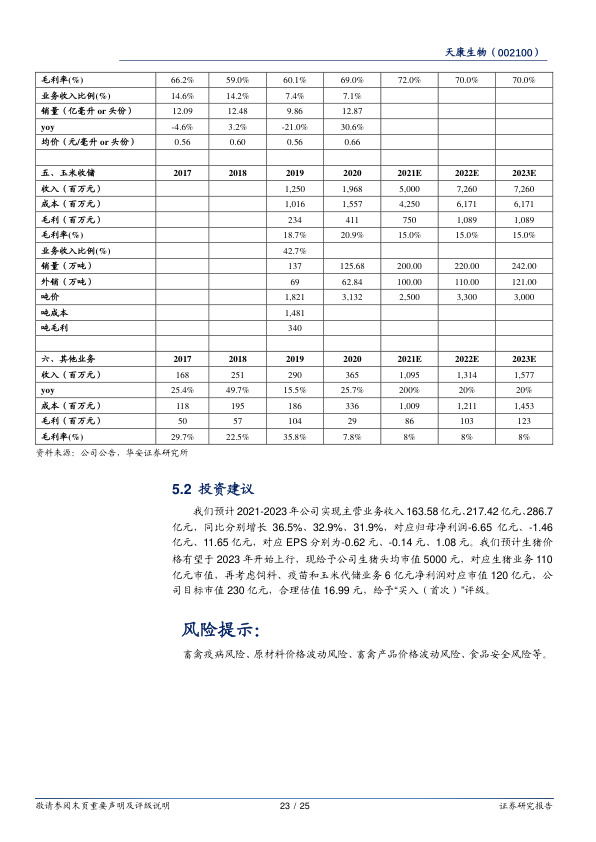 天康生物（002100）
毛利率(%) 66.2% 59.0% 60.1% 69.0% 72.0% 70.0% 70.0%
业务收入比例(%) 14.6% 14.2% 7.4% 7.1%
销量（亿毫升 or 头份） 12.09 12.48 9.86 12.87
yoy -4.6% 3.2% -21.0% 30.6%
均价（元/毫升 or 头份） 0.56 0.60 0.56 0.66
五、玉米收储 2017 2018 2019 2020 2021E 2022E 2023E
收入（百万元） 1,250 1,968 5,000 7,260 7,260
成本（百万元） 1,016 1,557 4,250 6,171 6,171
毛利（百万元） 234 411 750 1,089 1,089
毛利率(%) 18.7% 20.9% 15.0% 15.0% 15.0%
业务收入比例(%) 42.7%
销量（万吨） 137 125.68 200.00 220.00 242.00
外销（万吨） 69 62.84 100.00 110.00 121.00
吨价 1,821 3,132 2,500 3,300 3,000
吨成本 1,481
吨毛利 340
六、其他业务 2017 2018 2019 2020 2021E 2022E 2023E
收入（百万元） 168 251 290 365 1,095 1,314 1,577
yoy 25.4% 49.7% 15.5% 25.7% 200% 20% 20%
成本（百万元） 118 195 186 336 1,009 1,211 1,453
毛利（百万元） 50 57 104 29 86 103 123
毛利率(%) 29.7% 22.5% 35.8% 7.8% 8% 8% 8%
资料来源：公司公告，华安证券研究所
5.2 投资建议
我们预计 2021-2023 年公司实现主营业务收入 163.58 亿元、217.42 亿元、286.7
亿元，同比分别增长 36.5%、32.9%、31.9%，对应归母净利润-6.65 亿元、-1.46
亿元、11.65 亿元，对应 EPS 分别为-0.62 元、-0.14 元、1.08 元。我们预计生猪价
格有望于 2023 年开始上行，现给予公司生猪头均市值 5000 元，对应生猪业务 110
亿元市值，再考虑饲料、疫苗和玉米代储业务 6 亿元净利润对应市值 120 亿元，公
司目标市值 230 亿元，合理估值 16.99 元，给予“买入（首次）”评级。
风险提示：
畜禽疫病风险、原材料价格波动风险、畜禽产品价格波动风险、食品安全风险等。
敬请参阅末页重要声明及评级说明 23 / 25 证券研究报告